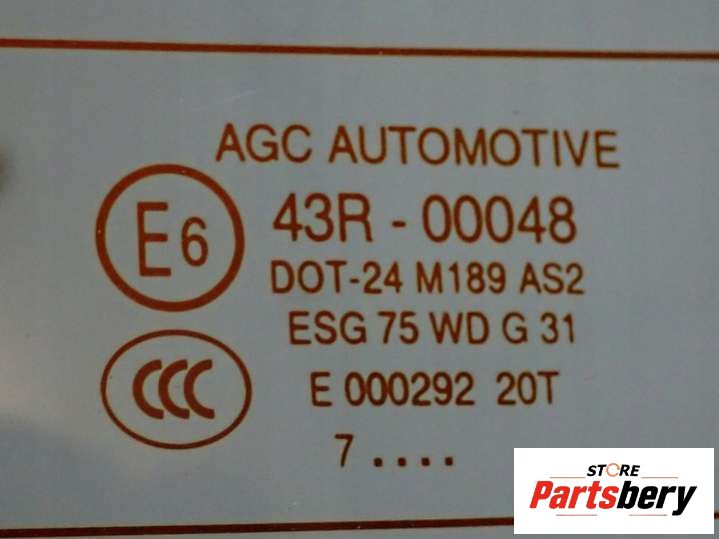 AGC AUTOMOTIVE
E6
43R - 00048
DOT-24 M189 AS2
ESG 75 WD G 31
CCC
E 000292 20T
7 ....
STORE
Partsbery